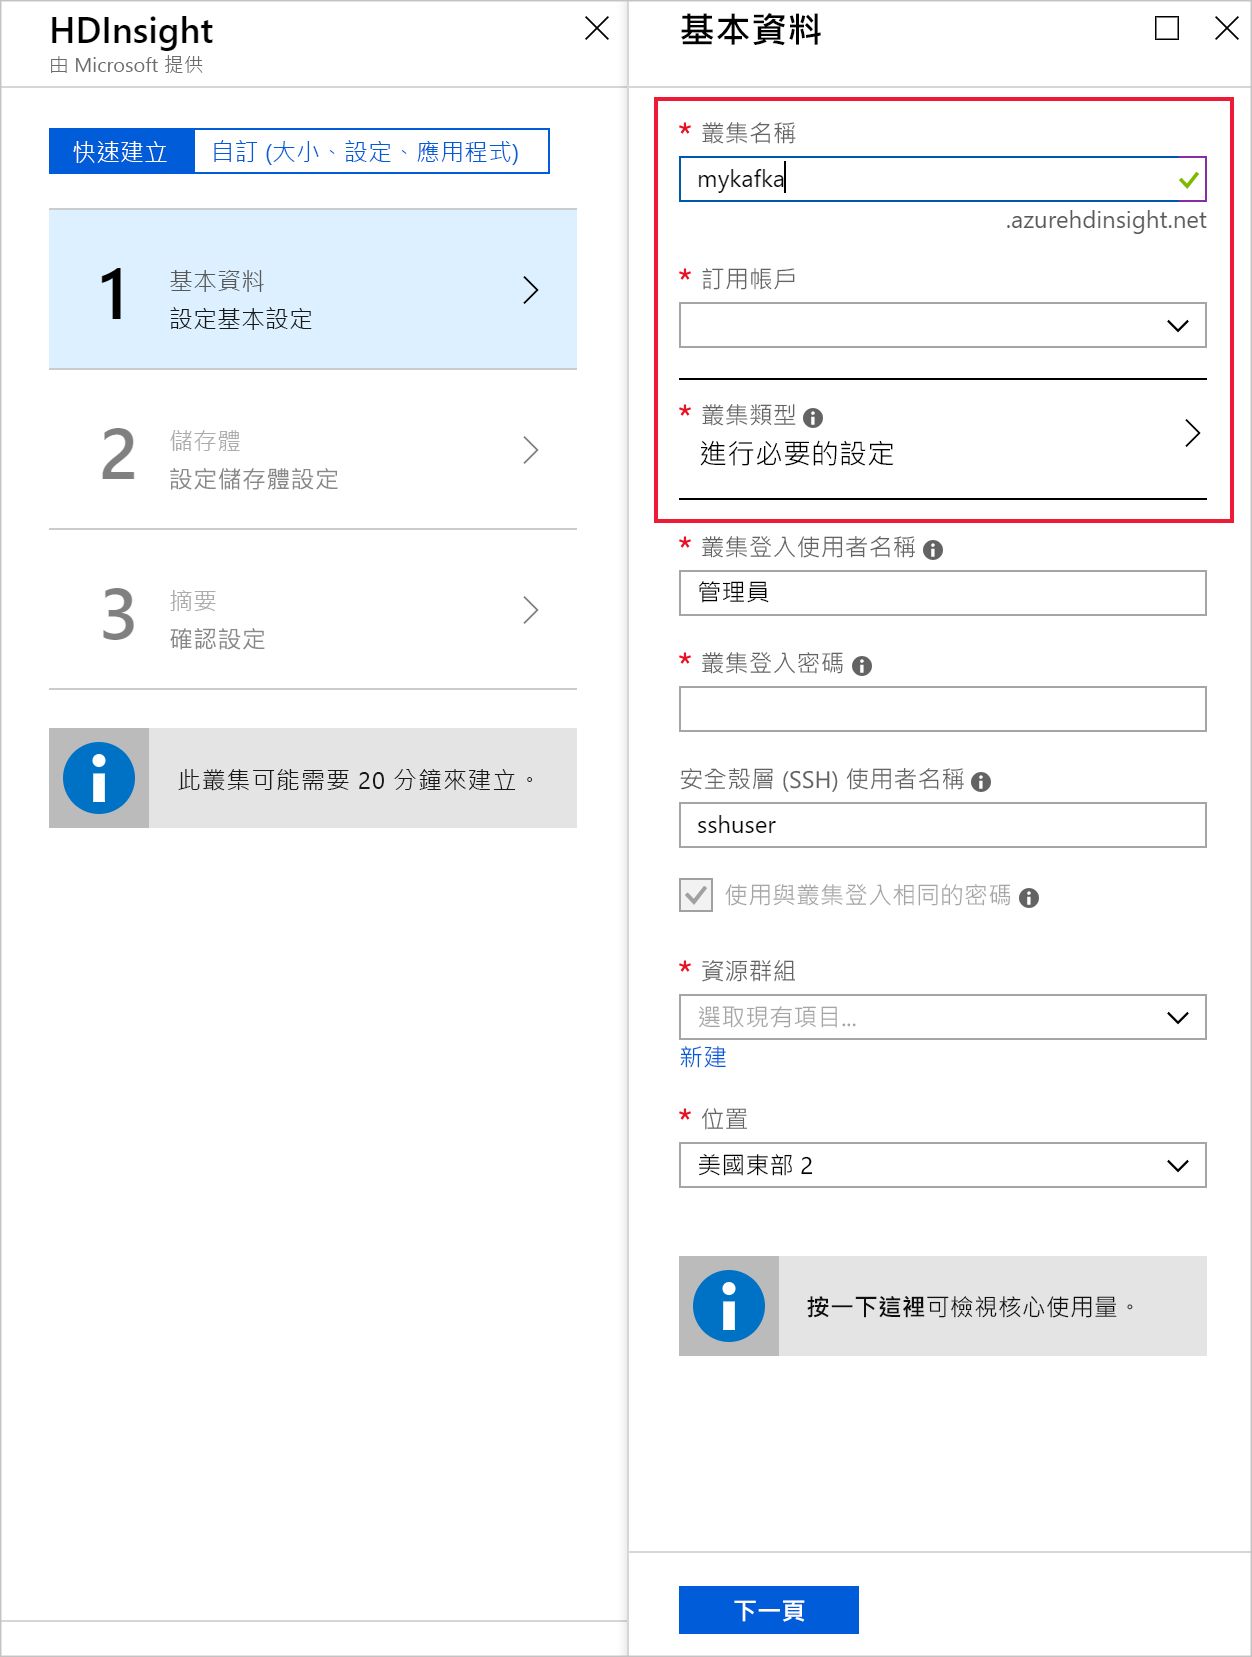 HDInsight
由 Microsoft 提供
快速建立
自訂 (大小、設定、應用程式)
1
基本資料
設定基本設定
2
儲存體
設定儲存體設定
3
摘要
確認設定
此叢集可能需要 20 分鐘來建立。
基本資料
* 叢集名稱
mykafka
.azurehdinsight.net
* 訂用帳戶
* 叢集類型
進行必要的設定
* 叢集登入使用者名稱
管理員
* 叢集登入密碼
安全殼層 (SSH) 使用者名稱
sshuser
使用與叢集登入相同的密碼
* 資源群組
選取現有項目...
新建
* 位置
美國東部 2
按一下這裡可檢視核心使用量。
下一頁